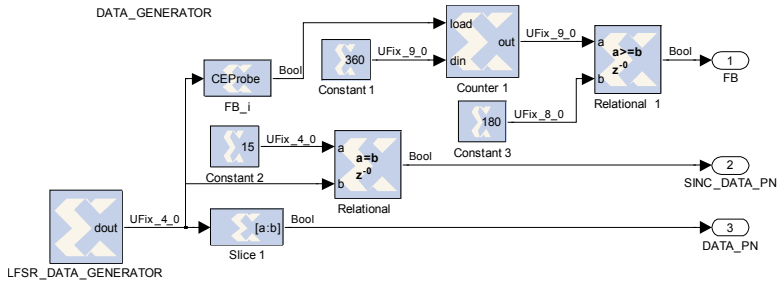 DATA_GENERATOR
load
din
out
Counter 1
UFix_9_0
a
b
a>=b
z-0
Relational 1
Bool
1
FB
CEProbe
FB_i
Bool
360
Constant 1
UFix_9_0
180
Constant 3
UFix_8_0
15
Constant 2
UFix_4_0
a
b
a=b
z-0
Relational
Bool
2
SINC_DATA_PN
dout
LFSR_DATA_GENERATOR
UFix_4_0
[a:b]
Slice 1
Bool
3
DATA_PN